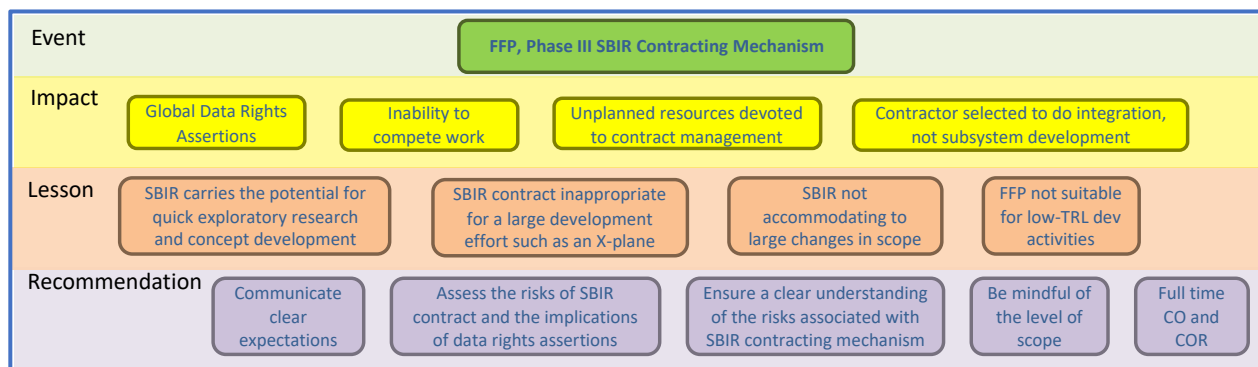 Event
FFP, Phase III SBIR Contracting Mechanism
Impact
Global Data Rights
Assertions
Inability to
compete work
Unplanned resources devoted
to contract management
Contractor selected to do integration,
not subsystem development
Lesson
SBIR carries the potential for
quick exploratory research
and concept development
SBIR contract inappropriate
for a large development
effort such as an X-plane
SBIR not
accommodating to
large changes in scope
FFP not suitable
for low-TRL dev
activities
Recommendation
Communicate
clear
expectations
Assess the risks of SBIR
contract and the implications
of data rights assertions
Ensure a clear understanding
of the risks associated with
SBIR contracting mechanism
Be mindful of
the level of
scope
Full time
CO and
COR